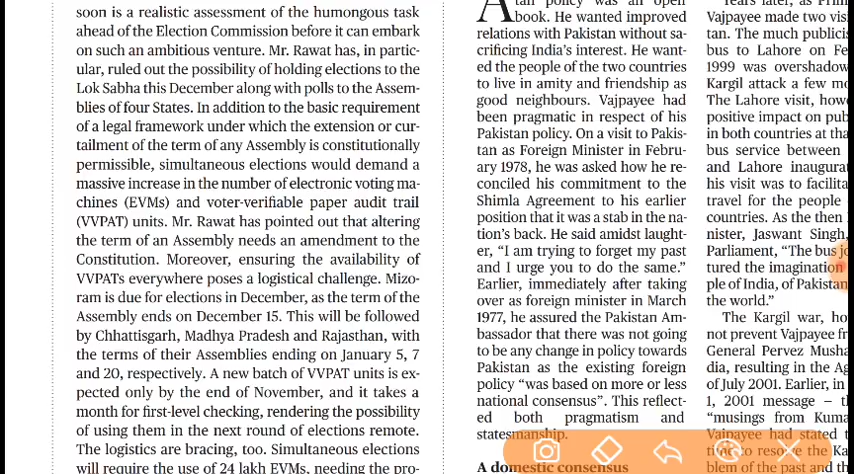 soon is a realistic assessment of the humongous task
ahead of the Election Commission before it can embark
on such an ambitious venture. Mr. Rawat has, in partic-
ular, ruled out the possibility of holding elections to the
Lok Sabha this December along with polls to the Assem-
blies of four States. In addition to the basic requirement
of a legal framework under which the extension or cur-
tailment of the term of any Assembly is constitutionally
permissible, simultaneous elections would demand a
massive increase in the number of electronic voting ma-
chines (EVMs) and voter-verifiable paper audit trail
(VVPAT) units. Mr. Rawat has pointed out that altering
the term of an Assembly needs an amendment to the
Constitution. Moreover, ensuring the availability of
VVPATs everywhere poses a logistical challenge. Mizo-
ram is due for elections in December, as the term of the
Assembly ends on December 15. This will be followed
by Chhattisgarh, Madhya Pradesh and Rajasthan, with
the terms of their Assemblies ending on January 5, 7
and 20, respectively. A new batch of VVPAT units is ex-
pected only by the end of November, and it takes a
month for first-level checking, rendering the possibility
of using them in the next round of elections remote.
The logistics are bracing, too. Simultaneous elections
will require the use of 24 lakh EVMs, needing the pro-
A tan policy was an open
book. He wanted improved
relations with Pakistan without sa-
crificing India's interest. He want-
ed the people of the two countries
to live in amity and friendship as
good neighbours. Vajpayee had
been pragmatic in respect of his
Pakistan policy. On a visit to Pakis-
tan as Foreign Minister in Febru-
ary 1978, he was asked how he re-
conciled his commitment to the
Shimla Agreement to his earlier
position that it was a stab in the na-
tion's back. He said amidst laught-
er, "I am trying to forget my past
and I urge you to do the same."
Earlier, immediately after taking
over as foreign minister in March
1977, he assured the Pakistan Am-
bassador that there was not going
to be any change in policy towards
Pakistan as the existing foreign
policy "was based on more or less
national consensus". This reflect-
ed both pragmatism and
statesmanship.
A domestic consensus
Years later, as Prim
Vajpayee made two visi
tan. The much publicis
bus to Lahore on Fe
1999 was overshadow
Kargil attack a few mo
The Lahore visit, howe
positive impact on pub
in both countries at tha
bus service between
and Lahore inaugurat
his visit was to facilita
travel for the people
countries. As the then
nister, Jaswant Singh,
Parliament, "The bus jo
tured the imagination
ple of India, of Pakistan
the world."
The Kargil war, ho
not prevent Vajpayee fr
General Pervez Musha
dia, resulting in the Ag
of July 2001. Earlier, in
1, 2001 message – th
"musings from Kuma
Vajpayee had stated t
time to resolve the Ka
blem of the past and th